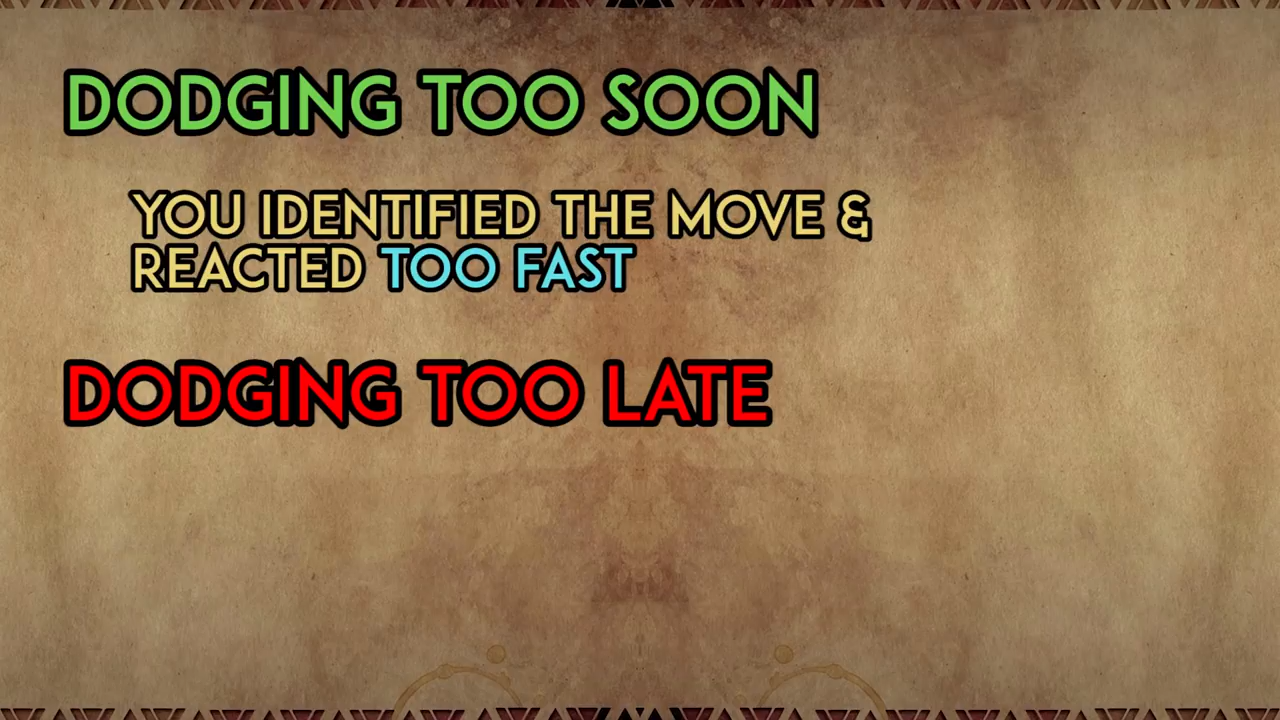 DODGING TOO SOON
YOU IDENTIFIED THE MOVE &
REACTED TOO FAST
DODGING TOO LATE